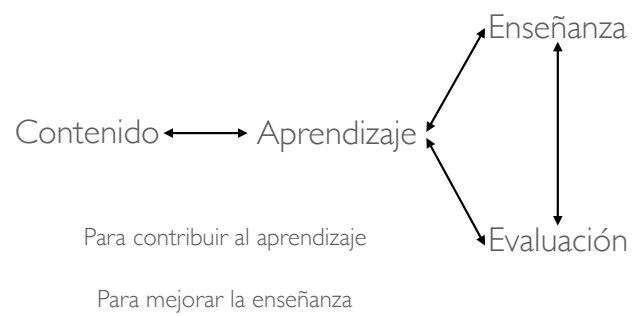 Enseñanza
Contenido
Aprendizaje
Para contribuir al aprendizaje
Evaluación
Para mejorar la enseñanza